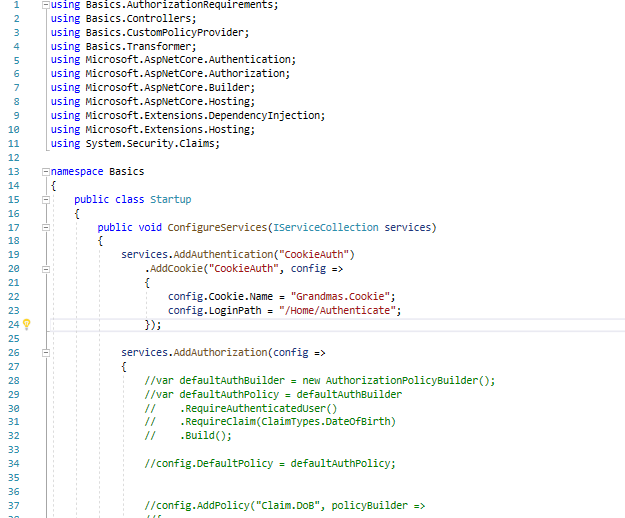 1 using Basics.AuthorizationRequirements;
2 using Basics.Controllers;
3 using Basics.CustomPolicyProvider;
4 using Basics.Transformer;
5 using Microsoft.AspNetCore.Authentication;
6 using Microsoft.AspNetCore.Authorization;
7 using Microsoft.AspNetCore.Builder;
8 using Microsoft.AspNetCore.Hosting;
9 using Microsoft.Extensions.DependencyInjection;
10 using Microsoft.Extensions.Hosting;
11 using System.Security.Claims;
12
13 namespace Basics
14 {
15 public class Startup
16 {
17 public void ConfigureServices(IServiceCollection services)
18 {
19 services.AddAuthentication("CookieAuth")
20 .AddCookie("CookieAuth", config =>
21 {
22 config.Cookie.Name = "Grandmas.Cookie";
23 config.LoginPath = "/Home/Authenticate";
24 });
25
26 services.AddAuthorization(config =>
27 {
28 //var defaultAuthBuilder = new AuthorizationPolicyBuilder();
29 //var defaultAuthPolicy = defaultAuthBuilder
30 // .RequireAuthenticatedUser()
31 // .RequireClaim(ClaimTypes.DateOfBirth)
32 // .Build();
33
34 //config.DefaultPolicy = defaultAuthPolicy;
35
36
37 //config.AddPolicy("Claim.DoB", policyBuilder =>